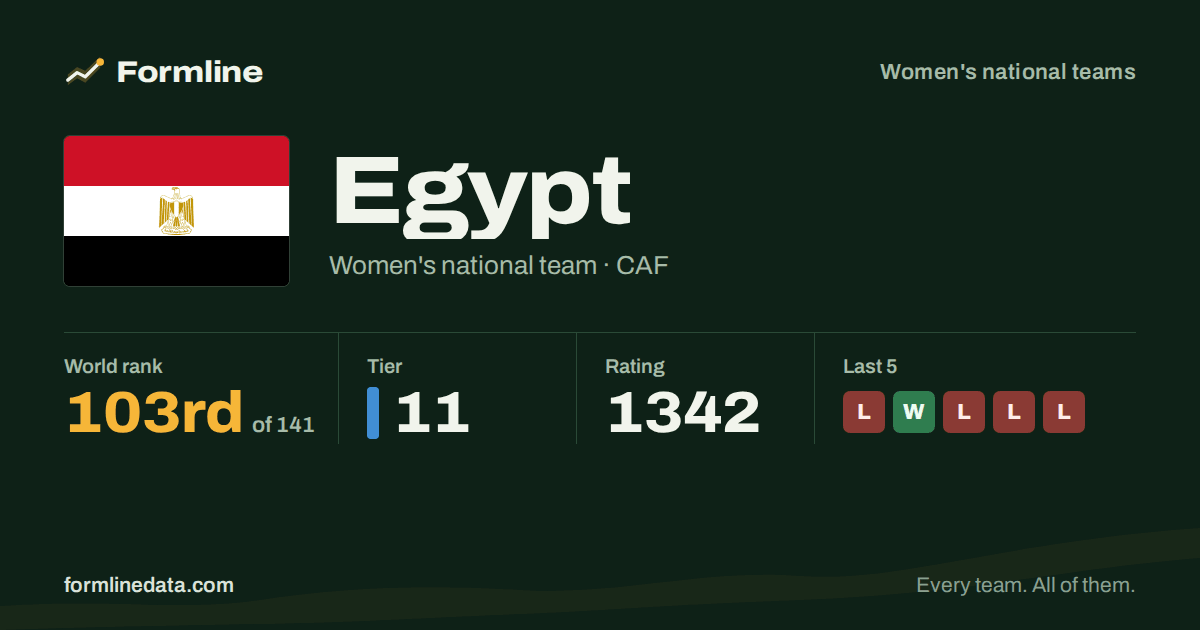 Formline
Women's national teams
Egypt
Women's national team · CAF
World rank
103rd of 141
Tier
11
Rating
1342
Last 5
L W L L L
formlinedata.com
Every team. All of them.